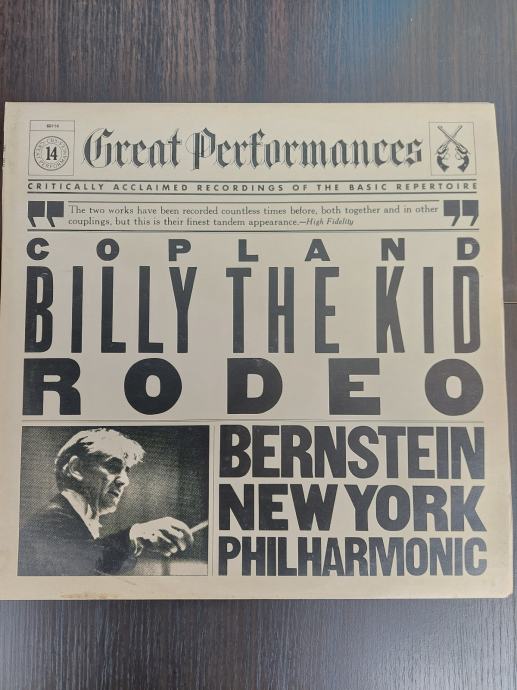 14
Great Performances
CRITICALLY ACCLAIMED RECORDINGS OF THE BASIC REPERTOIRE
The two works have been recorded countless times before, both together and in other
couplings, but this is their finest tandem appearance.—High Fidelity
COPLAND
BILLY THE KID
RODEO
BERNSTEIN
NEW YORK
PHILHARMONIC